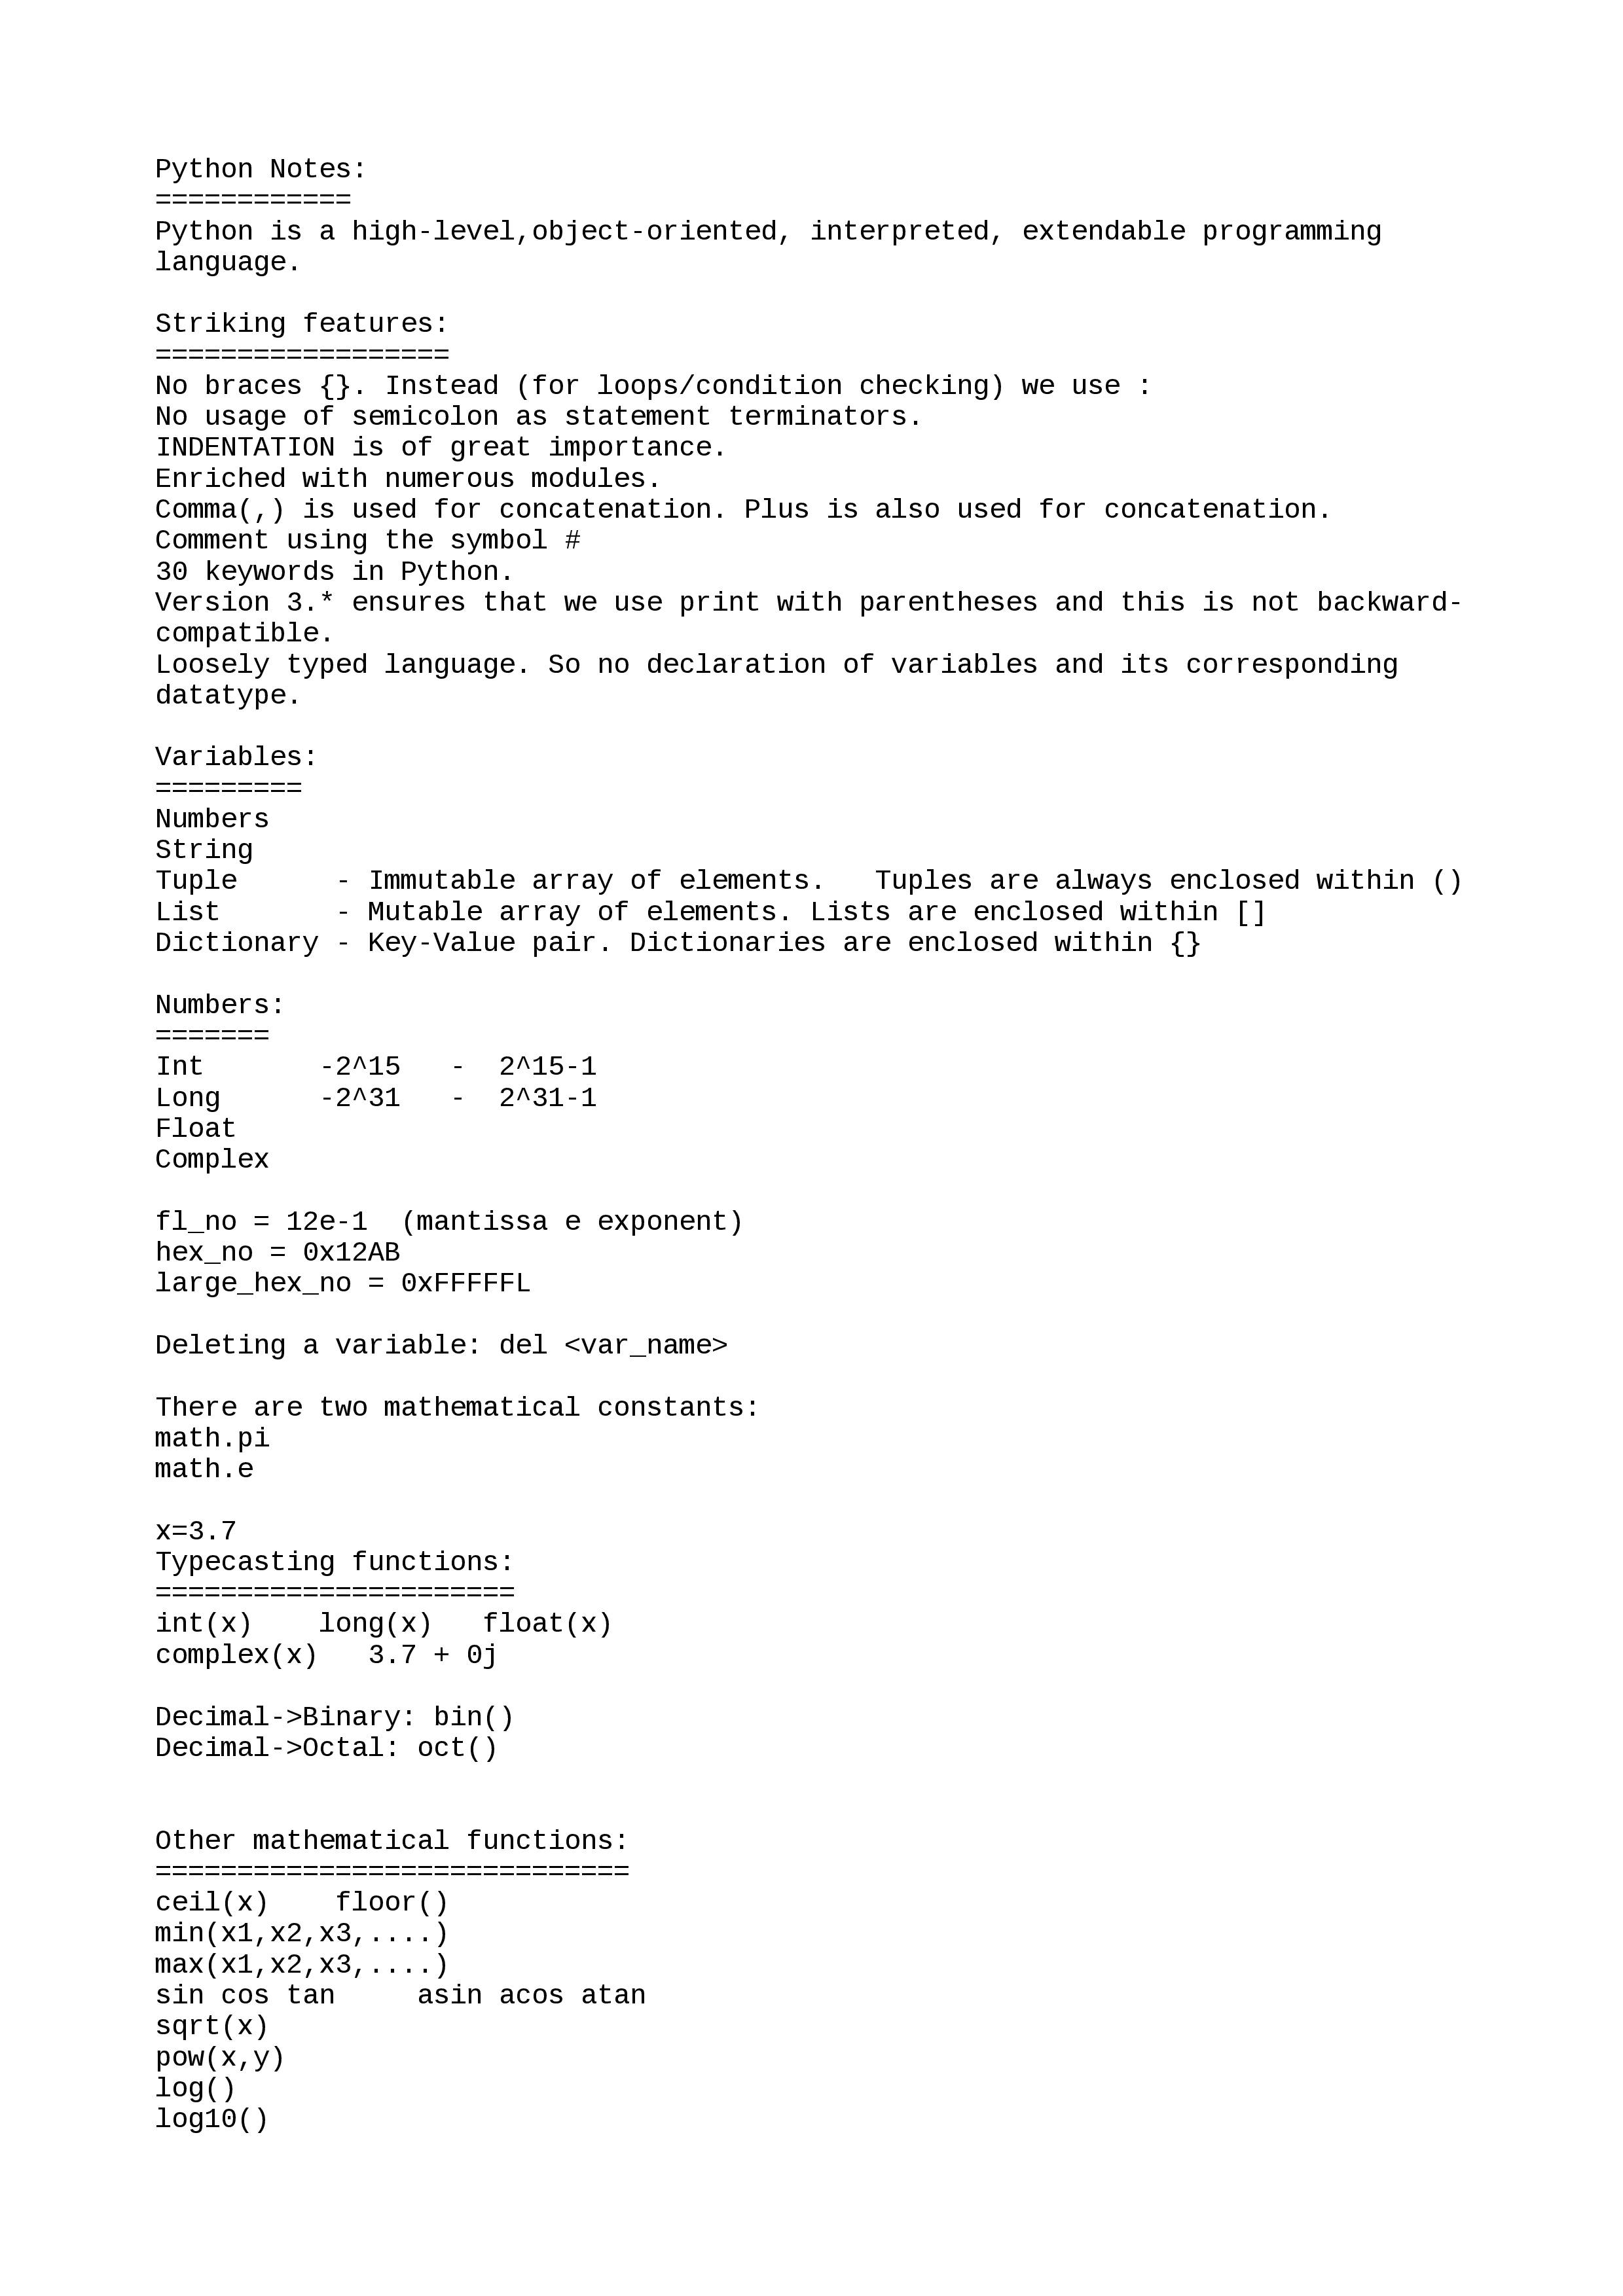 Python Notes:
============
Python is a high-level,object-oriented, interpreted, extendable programming
language.

Striking features:
==================
No braces {}. Instead (for loops/condition checking) we use :
No usage of semicolon as statement terminators.
INDENTATION is of great importance.
Enriched with numerous modules.
Comma(,) is used for concatenation. Plus is also used for concatenation.
Comment using the symbol #
30 keywords in Python.
Version 3.* ensures that we use print with parentheses and this is not backward-
compatible.
Loosely typed language. So no declaration of variables and its corresponding
datatype.

Variables:
=========
Numbers
String
Tuple      - Immutable array of elements.   Tuples are always enclosed within ()
List       - Mutable array of elements. Lists are enclosed within []
Dictionary - Key-Value pair. Dictionaries are enclosed within {}

Numbers:
=======
Int       -2^15   -  2^15-1
Long      -2^31   -  2^31-1
Float
Complex

fl_no = 12e-1  (mantissa e exponent)
hex_no = 0x12AB
large_hex_no = 0xFFFFFL

Deleting a variable: del <var_name>

There are two mathematical constants:
math.pi
math.e

x=3.7
Typecasting functions:
======================
int(x)    long(x)   float(x)
complex(x)   3.7 + 0j

Decimal->Binary: bin()
Decimal->Octal: oct()


Other mathematical functions:
=============================
ceil(x)    floor()
min(x1,x2,x3,....)
max(x1,x2,x3,....)
sin cos tan     asin acos atan
sqrt(x)
pow(x,y)
log()
log10()